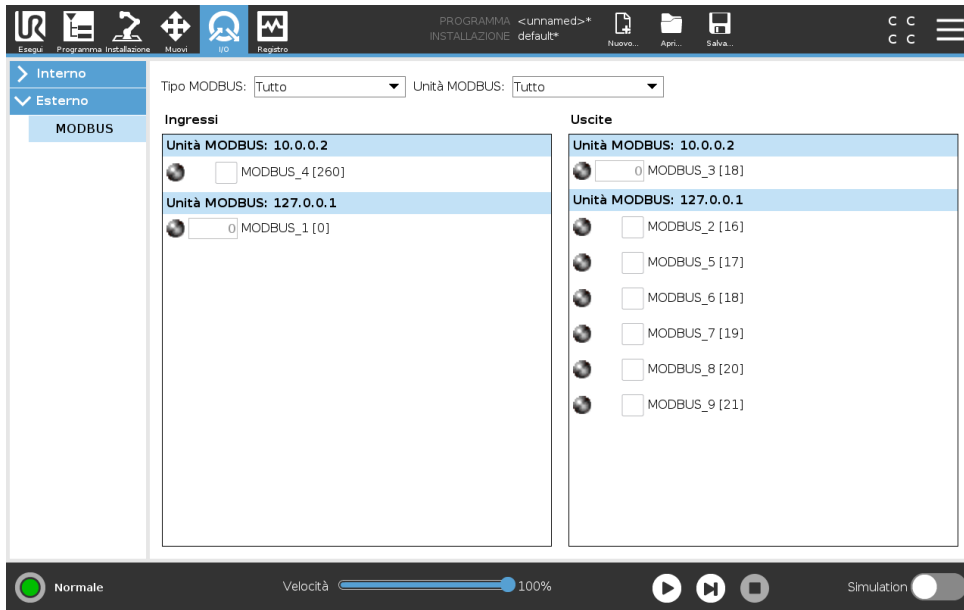 PROGRAMMA <unnamed>*
INSTALLAZIONE default*
C C
C C
Esegui Programma Installazione Muovi I/O Registro Nuovo... Apri... Salva...
Interno
Esterno
MODBUS
Tipo MODBUS: Tutto Unità MODBUS: Tutto
Ingressi
Unità MODBUS: 10.0.0.2
MODBUS_4 [260]
Unità MODBUS: 127.0.0.1
0 MODBUS_1 [0]
Uscite
Unità MODBUS: 10.0.0.2
0 MODBUS_3 [18]
Unità MODBUS: 127.0.0.1
MODBUS_2 [16]
MODBUS_5 [17]
MODBUS_6 [18]
MODBUS_7 [19]
MODBUS_8 [20]
MODBUS_9 [21]
Normale Velocità 100% Simulation